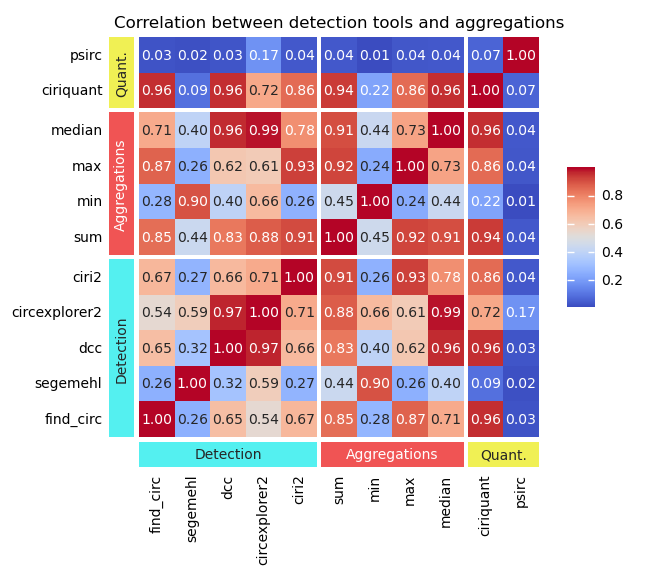 Correlation between detection tools and aggregations
psirc 0.03 0.02 0.03 0.17 0.04 0.04 0.01 0.04 0.04 0.07 1.00
Quant.
ciriquant 0.96 0.09 0.96 0.72 0.86 0.94 0.22 0.86 0.96 1.00 0.07
median 0.71 0.40 0.96 0.99 0.78 0.91 0.44 0.73 1.00 0.96 0.04
max 0.87 0.26 0.62 0.61 0.93 0.92 0.24 1.00 0.73 0.86 0.04
Aggregations
min 0.28 0.90 0.40 0.66 0.26 0.45 1.00 0.24 0.44 0.22 0.01
sum 0.85 0.44 0.83 0.88 0.91 1.00 0.45 0.92 0.91 0.94 0.04
ciri2 0.67 0.27 0.66 0.71 1.00 0.91 0.26 0.93 0.78 0.86 0.04
circexplorer2 0.54 0.59 0.97 1.00 0.71 0.88 0.66 0.61 0.99 0.72 0.17
Detection
dcc 0.65 0.32 1.00 0.97 0.66 0.83 0.40 0.62 0.96 0.96 0.03
segemehl 0.26 1.00 0.32 0.59 0.27 0.44 0.90 0.26 0.40 0.09 0.02
find_circ 1.00 0.26 0.65 0.54 0.67 0.85 0.28 0.87 0.71 0.96 0.03
Detection Aggregations Quant.
find_circ segemehl dcc circexplorer2 ciri2 sum min max median ciriquant psirc
0.8
0.6
0.4
0.2